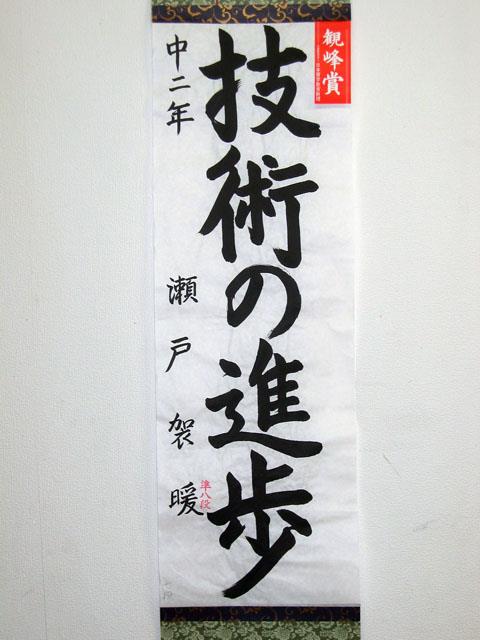 観峰賞
技術の進歩
中二年 瀬戸 袈暖
準八段